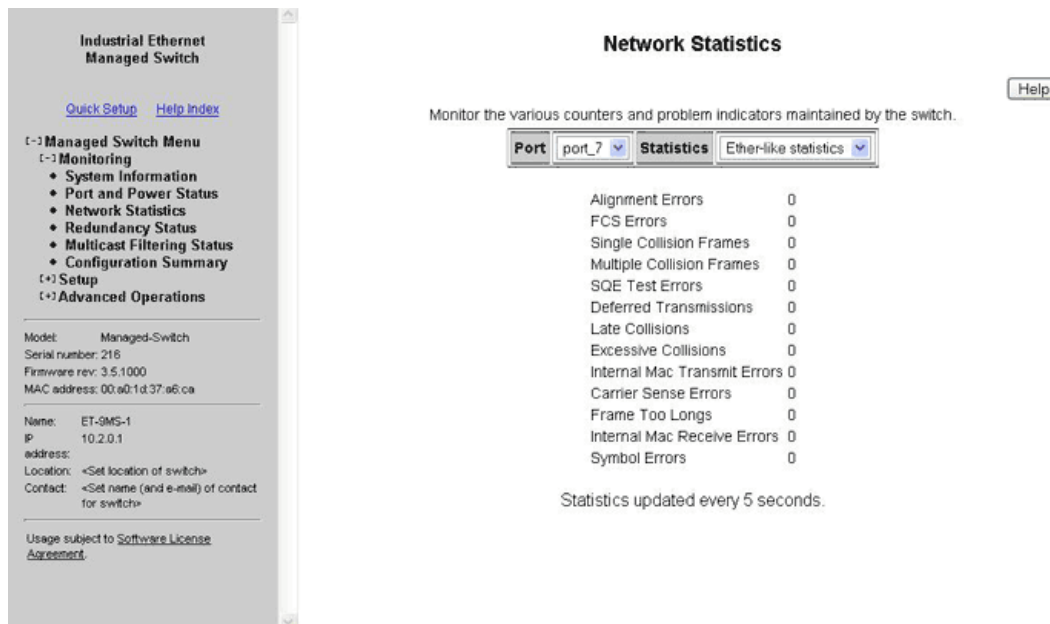 Industrial Ethernet
Managed Switch
Quick Setup Help Index
[-] Managed Switch Menu
[-] Monitoring
System Information
Port and Power Status
Network Statistics
Redundancy Status
Multicast Filtering Status
Configuration Summary
[+] Setup
[+] Advanced Operations
Model: Managed-Switch
Serial number: 216
Firmware rev: 3.5.1000
MAC address: 00:a0:1d:37:a6:ca
Name: ET-9MS-1
IP address: 10.2.0.1
Location: <Set location of switch>
Contact: <Set name (and e-mail) of contact
for switch>
Usage subject to Software License
Agreement.
Network Statistics
Help
Monitor the various counters and problem indicators maintained by the switch.
Port port_7 Statistics Ether-like statistics
Alignment Errors 0
FCS Errors 0
Single Collision Frames 0
Multiple Collision Frames 0
SQE Test Errors 0
Deferred Transmissions 0
Late Collisions 0
Excessive Collisions 0
Internal Mac Transmit Errors 0
Carrier Sense Errors 0
Frame Too Longs 0
Internal Mac Receive Errors 0
Symbol Errors 0
Statistics updated every 5 seconds.